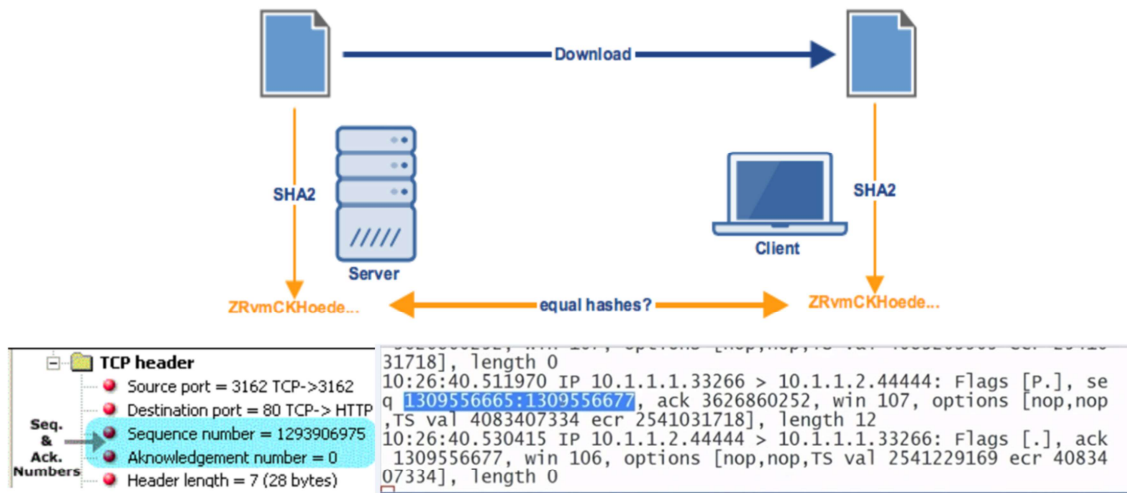 Download
SHA2
SHA2
Server
Client
ZRvmCKHoede...
equal hashes?
ZRvmCKHoede...
TCP header
Source port = 3162 TCP->3162
Destination port = 80 TCP-> HTTP
Seq.
&
Ack.
Numbers
Sequence number = 1293906975
Aknowledgement number = 0
Header length = 7 (28 bytes)
31718], length 0
10:26:40.511970 IP 10.1.1.1.33266 > 10.1.1.2.44444: Flags [P.], se
q 1309556665:1309556677, ack 3626860252, win 107, options [nop,nop
,TS val 4083407334 ecr 2541031718], length 12
10:26:40.530415 IP 10.1.1.2.44444 > 10.1.1.1.33266: Flags [.], ack
1309556677, win 106, options [nop,nop,TS val 2541229169 ecr 40834
07334], length 0